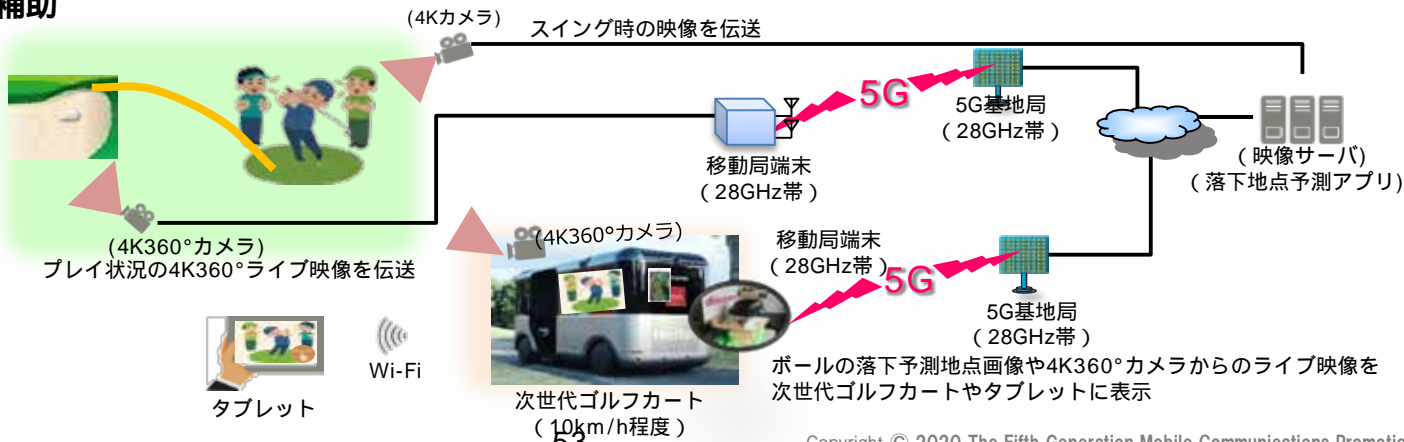 補助
(4Kカメラ)
スイング時の映像を伝送
5G
5G基地局
(28GHz帯)
移動局端末
(28GHz帯)
(映像サーバ)
(落下地点予測アプリ)
(4K360°カメラ)
プレイ状況の4K360°ライブ映像を伝送
(4K360°カメラ)
移動局端末
(28GHz帯)
5G
5G基地局
(28GHz帯)
Wi-Fi
タブレット
次世代ゴルフカート
(10km/h程度)
ボールの落下予測地点画像や4K360°カメラからのライブ映像を
次世代ゴルフカートやタブレットに表示
63
Copyright © 2020 The Fifth Generation Mobile Communications Promotio